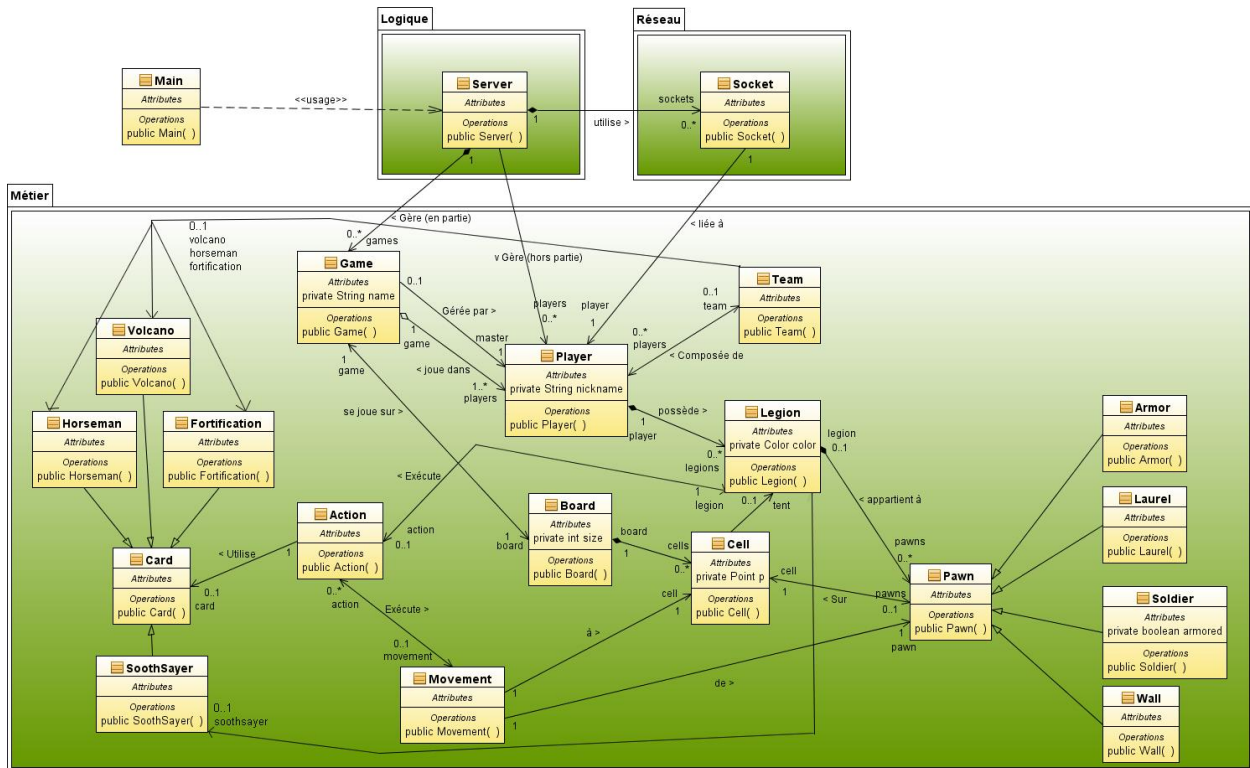 Logique
Réseau
Main
Attributes
Operations
public Main( )
<<usage>>
Server
Attributes
Operations
public Server( )
1
1
utilise >
sockets
0..*
Socket
Attributes
Operations
public Socket( )
1
Métier
0..1
volcano
horseman
fortification
< Gère (en partie)
0..*
games
v Gère (hors partie)
< liée à
Game
Attributes
private String name
Operations
public Game( )
0..1
Gérée par >
master
1
1
game
< joue dans
1..*
players
1
game
players
0..*
player
1
Team
Attributes
Operations
public Team( )
0..1
team
0..*
players
< Composée de
Volcano
Attributes
Operations
public Volcano( )
Player
Attributes
private String nickname
Operations
public Player( )
possède >
1
player
Horseman
Attributes
Operations
public Horseman( )
Fortification
Attributes
Operations
public Fortification( )
se joue sur >
Legion
Attributes
private Color color
Operations
public Legion( )
0..*
legions
1
legion
0..1
tent
legion
0..1
< appartient à
pawns
0..*
Armor
Attributes
Operations
public Armor( )
Laurel
Attributes
Operations
public Laurel( )
< Exécute
action
0..1
Action
Attributes
Operations
public Action( )
1
< Utilise
0..1
card
0..*
action
Board
Attributes
private int size
Operations
public Board( )
1
board
board
1
cells
0..*
Cell
Attributes
private Point p
Operations
public Cell( )
cell
1
cell
1
< Sur
pawns
0..1
Pawn
Attributes
Operations
public Pawn( )
1
pawn
Card
Attributes
Operations
public Card( )
Soldier
Attributes
private boolean armored
Operations
public Soldier( )
Exécute >
0..1
movement
à >
de >
SoothSayer
Attributes
Operations
public SoothSayer( )
0..1
soothsayer
Movement
Attributes
Operations
public Movement( )
1
1
Wall
Attributes
Operations
public Wall( )